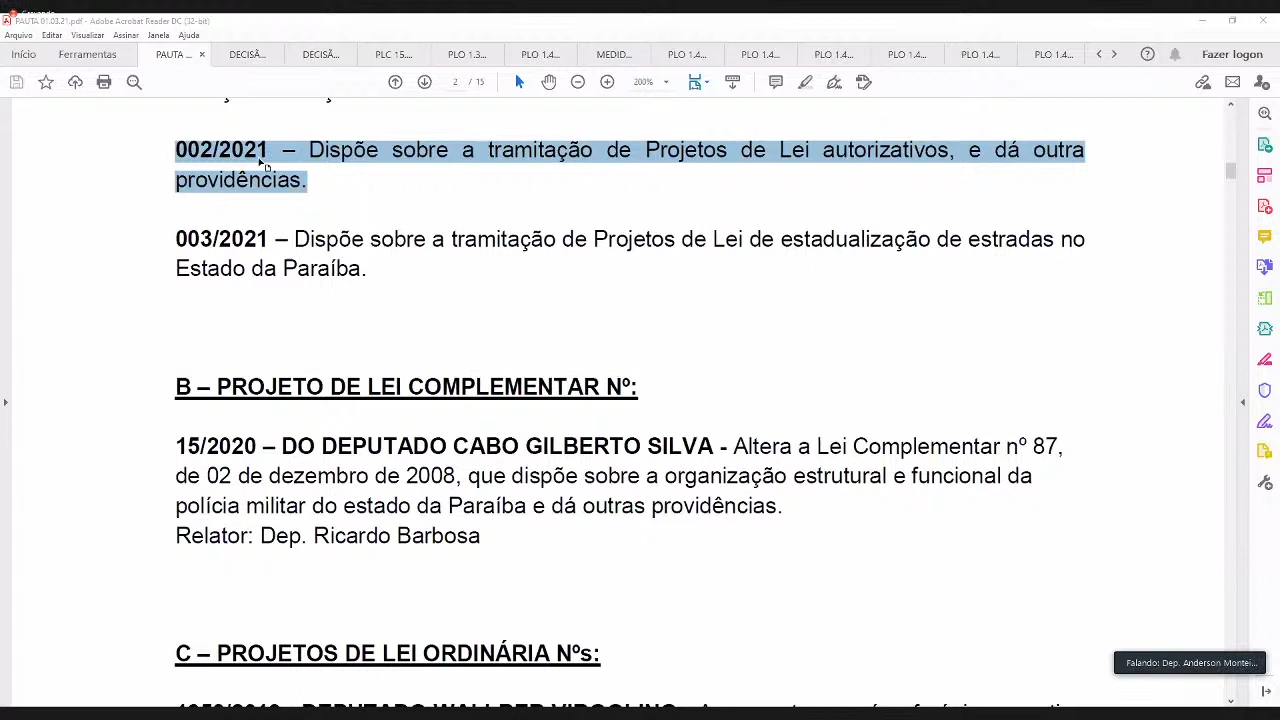 PAUTA 01.03.21.pdf - Adobe Acrobat Reader DC (32-bit)
Arquivo Editar Visualizar Assinar Janela Ajuda
Início Ferramentas PAUTA ... × DECISÃ... DECISÃ... PLC 15... PLO 1.3... PLO 1.4... MEDID... PLO 1.4... PLO 1.4... PLO 1.4... PLO 1.4... PLO 1.4... PLO 1.4... Fazer logon
2 / 15 200%
002/2021 – Dispõe sobre a tramitação de Projetos de Lei autorizativos, e dá outra
providências.
003/2021 – Dispõe sobre a tramitação de Projetos de Lei de estadualização de estradas no
Estado da Paraíba.
B – PROJETO DE LEI COMPLEMENTAR Nº:
15/2020 – DO DEPUTADO CABO GILBERTO SILVA - Altera a Lei Complementar nº 87,
de 02 de dezembro de 2008, que dispõe sobre a organização estrutural e funcional da
polícia militar do estado da Paraíba e dá outras providências.
Relator: Dep. Ricardo Barbosa
C – PROJETOS DE LEI ORDINÁRIA Nºs:
Falando: Dep. Anderson Montei...